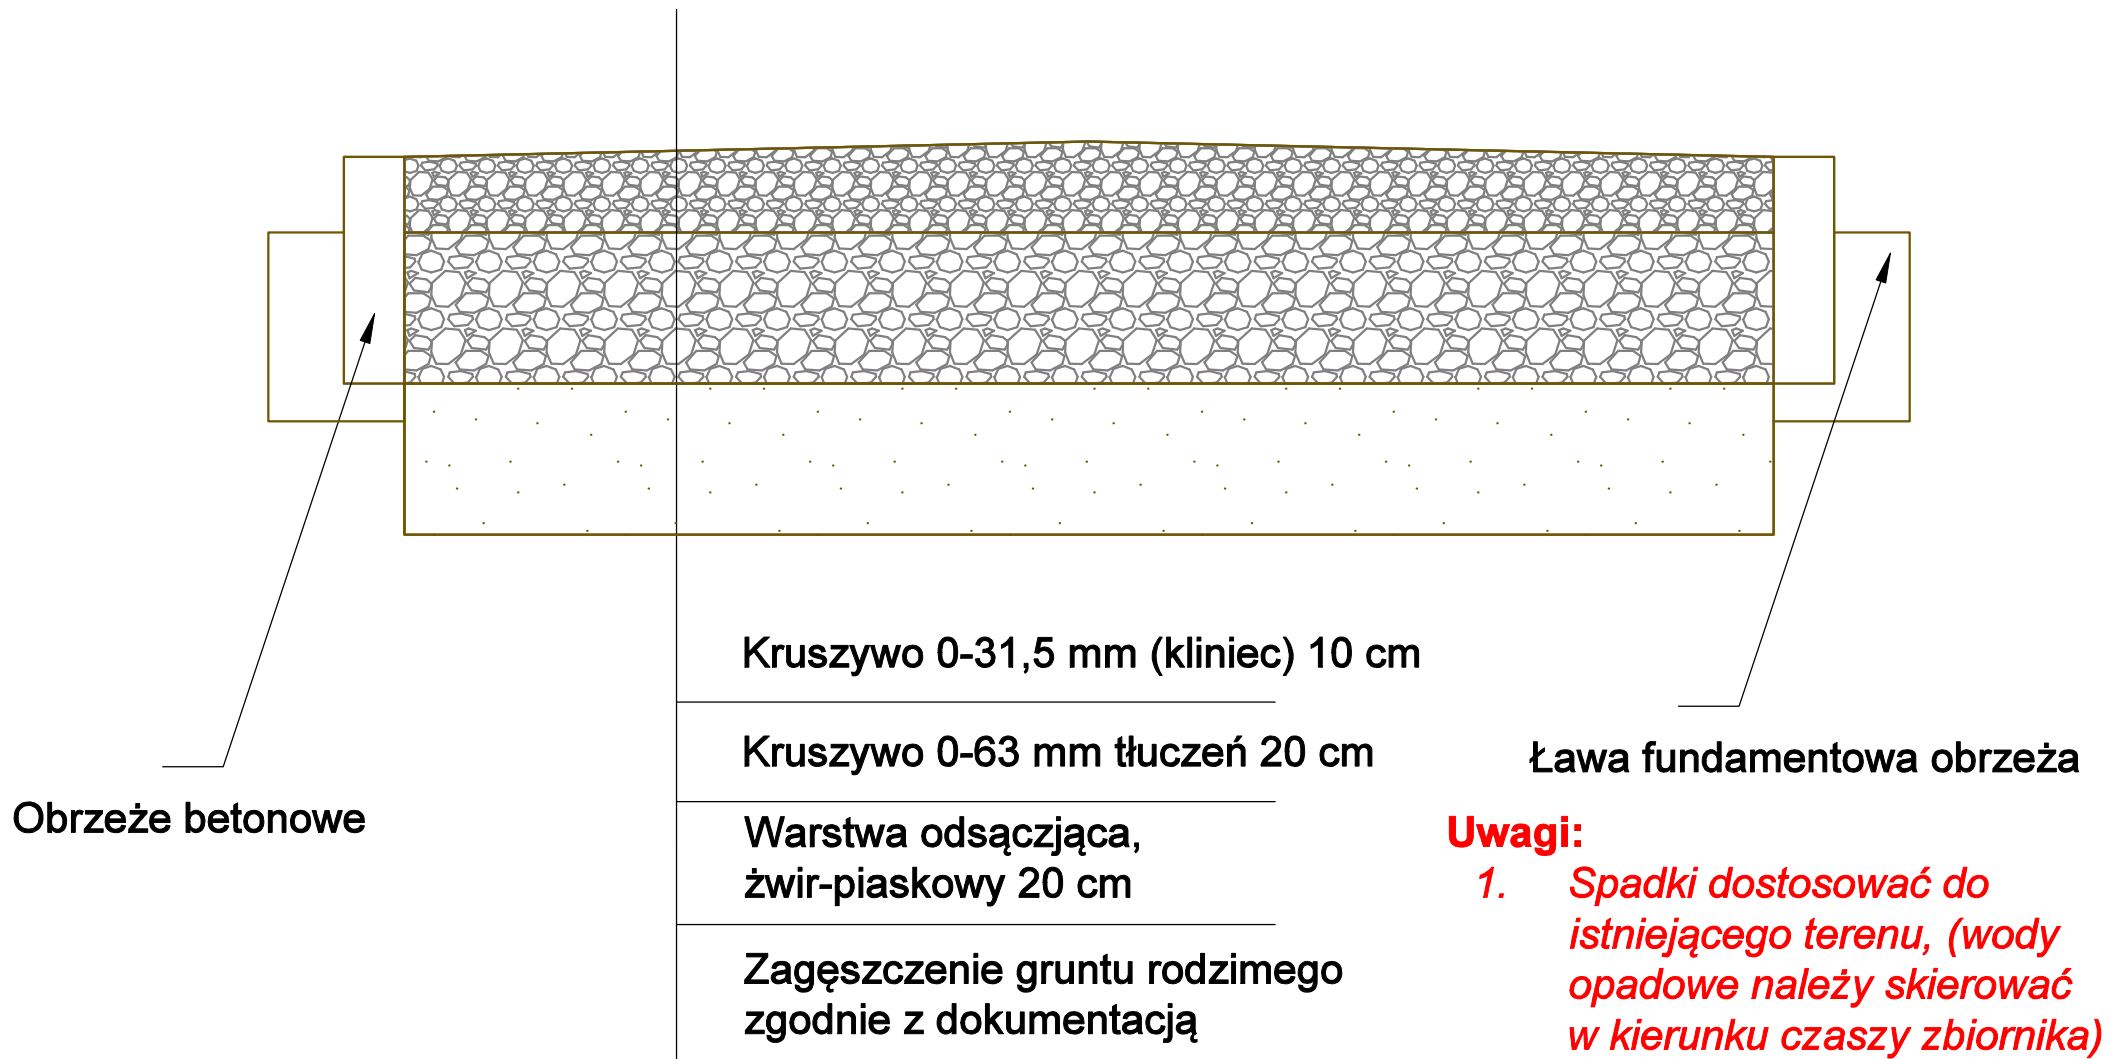 Kruszywo 0-31,5 mm (kliniec) 10 cm
Kruszywo 0-63 mm tłuczeń 20 cm
Warstwa odsączjąca,
żwir-piaskowy 20 cm
Zagęszczenie gruntu rodzimego
zgodnie z dokumentacją
Obrzeże betonowe
Ława fundamentowa obrzeża
Uwagi:
1. Spadki dostosować do
istniejącego terenu, (wody
opadowe należy skierować
w kierunku czaszy zbiornika)